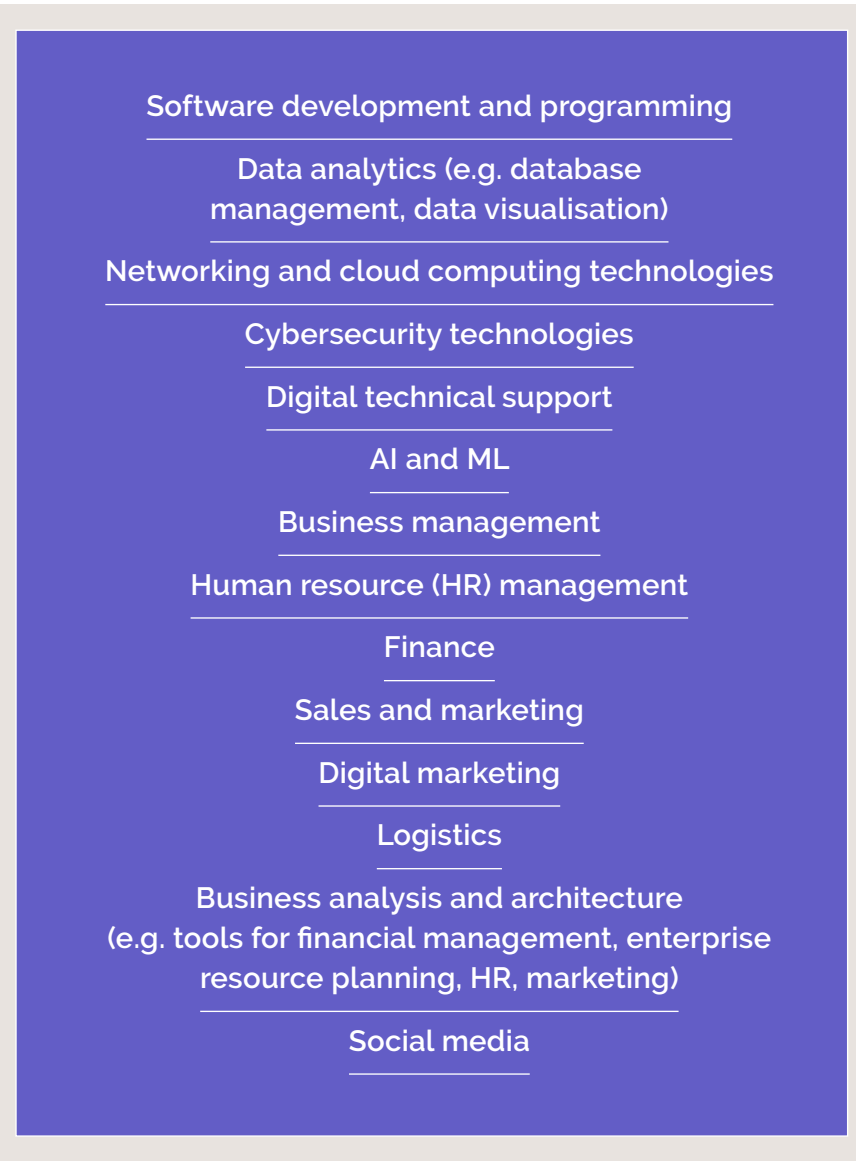 Software development and programming
Data analytics (e.g. database
management, data visualisation)
Networking and cloud computing technologies
Cybersecurity technologies
Digital technical support
AI and ML
Business management
Human resource (HR) management
Finance
Sales and marketing
Digital marketing
Logistics
Business analysis and architecture
(e.g. tools for financial management, enterprise
resource planning, HR, marketing)
Social media